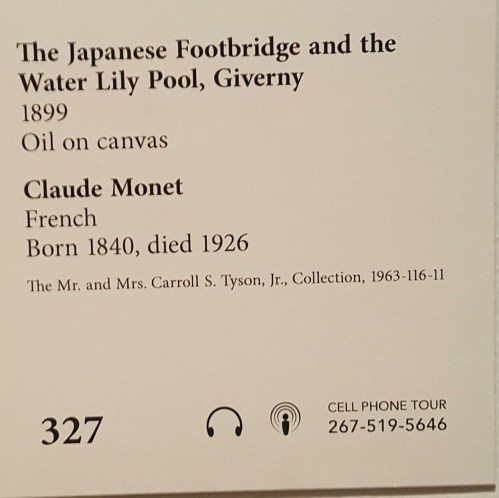 The Japanese Footbridge and the
Water Lily Pool, Giverny
1899
Oil on canvas
Claude Monet
French
Born 1840, died 1926
The Mr. and Mrs. Carroll S. Tyson, Jr., Collection, 1963-116-11
327
CELL PHONE TOUR
267-519-5646